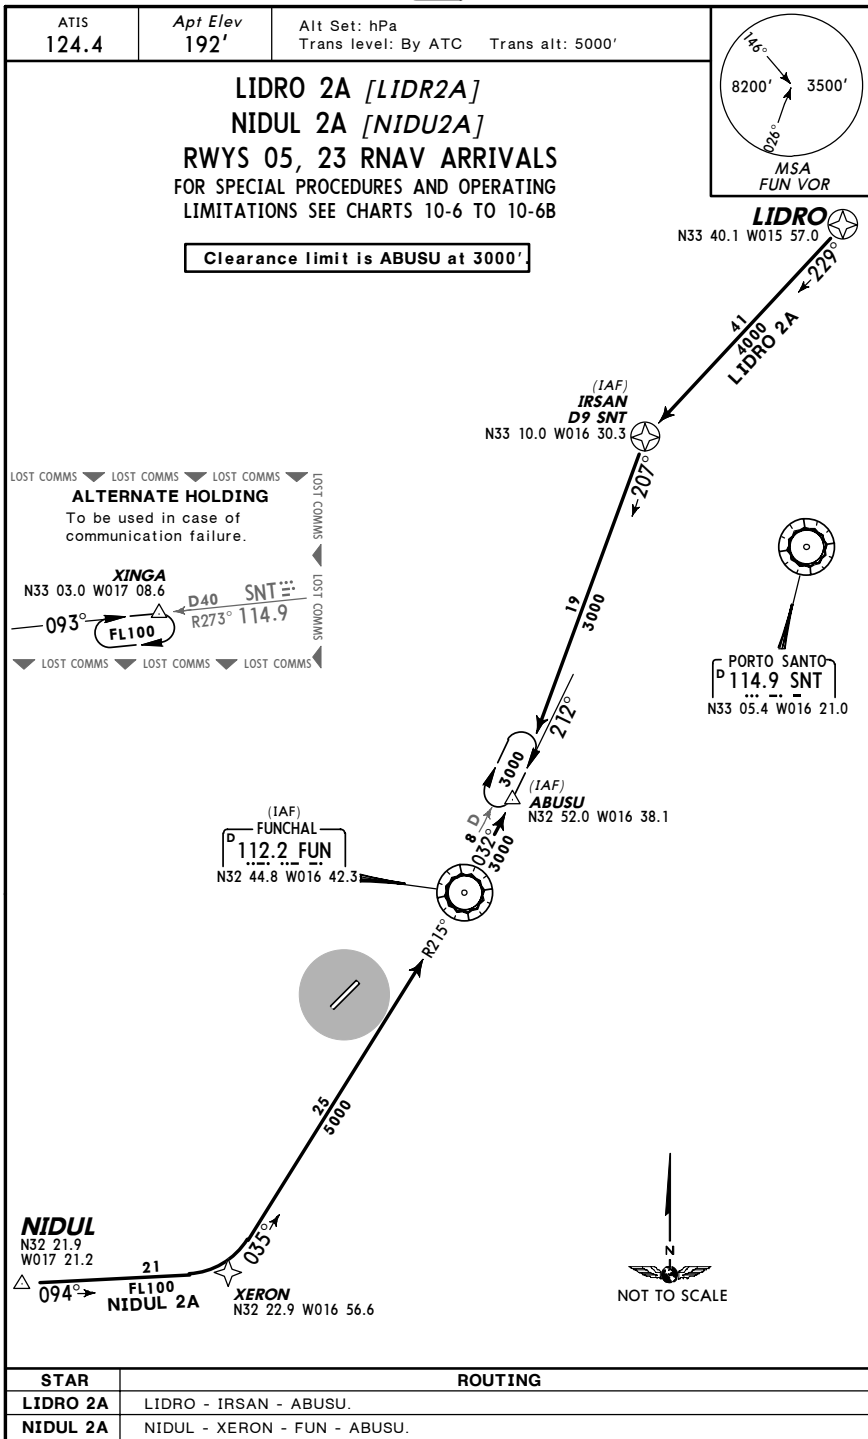 ATIS
124.4
Apt Elev
192'
Alt Set: hPa
Trans level: By ATC Trans alt: 5000'
146°
8200' 3500'
026°
MSA
FUN VOR
LIDRO 2A [LIDR2A]
NIDUL 2A [NIDU2A]
RWYS 05, 23 RNAV ARRIVALS
FOR SPECIAL PROCEDURES AND OPERATING
LIMITATIONS SEE CHARTS 10-6 TO 10-6B
Clearance limit is ABUSU at 3000'.
LIDRO
N33 40.1 W015 57.0
229°
41
4000
LIDRO 2A
(IAF)
IRSAN
D9 SNT
N33 10.0 W016 30.3
207°
19
3000
LOST COMMS LOST COMMS LOST COMMS LOST COMMS
LOST COMMS
ALTERNATE HOLDING
To be used in case of
communication failure.
XINGA
N33 03.0 W017 08.6
093°
FL100
D40 SNT
R273° 114.9
LOST COMMS LOST COMMS LOST COMMS
PORTO SANTO
D 114.9 SNT
N33 05.4 W016 21.0
212°
3000
(IAF)
ABUSU
N32 52.0 W016 38.1
8 D
032°
3000
(IAF)
FUNCHAL
D 112.2 FUN
N32 44.8 W016 42.3
R215°
25
5000
035°
NIDUL
N32 21.9
W017 21.2
094°
21
FL100
NIDUL 2A
XERON
N32 22.9 W016 56.6
N
NOT TO SCALE
STAR ROUTING
LIDRO 2A LIDRO - IRSAN - ABUSU.
NIDUL 2A NIDUL - XERON - FUN - ABUSU.